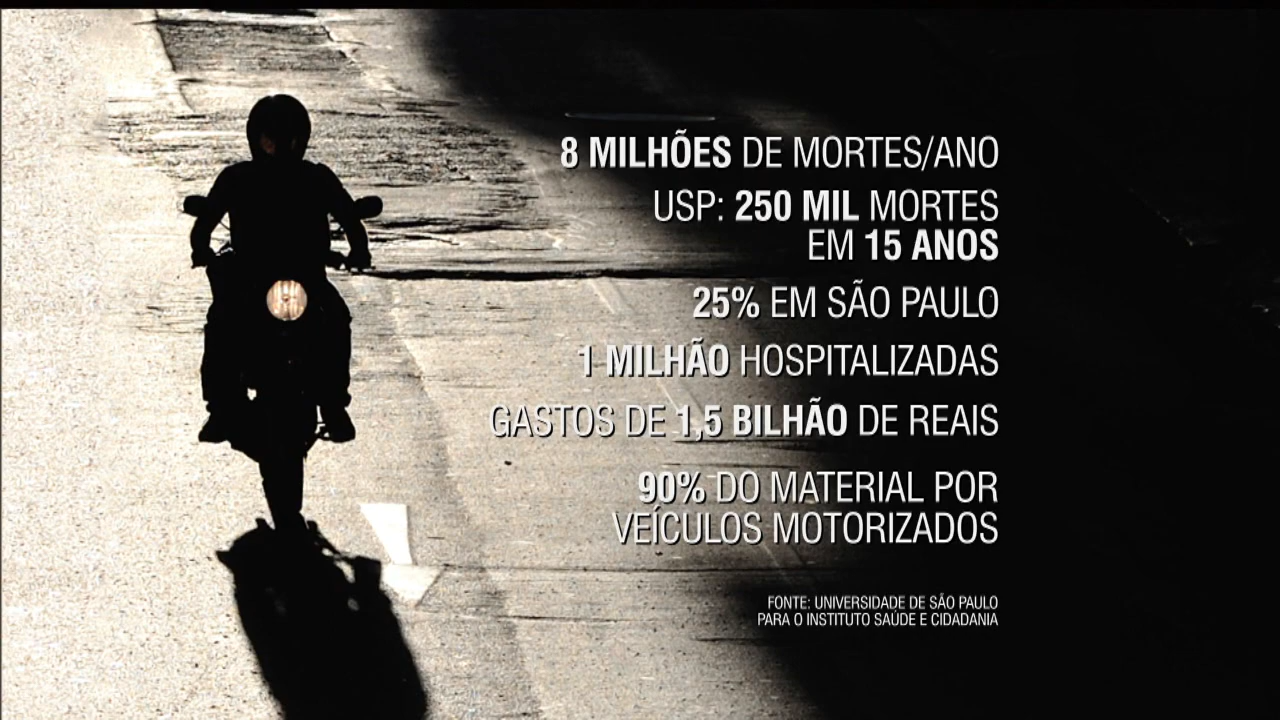 8 MILHÕES DE MORTES/ANO
USP: 250 MIL MORTES
EM 15 ANOS
25% EM SÃO PAULO
1 MILHÃO HOSPITALIZADAS
GASTOS DE 1,5 BILHÃO DE REAIS
90% DO MATERIAL POR
VEÍCULOS MOTORIZADOS
FONTE: UNIVERSIDADE DE SÃO PAULO
PARA O INSTITUTO SAÚDE E CIDADANIA